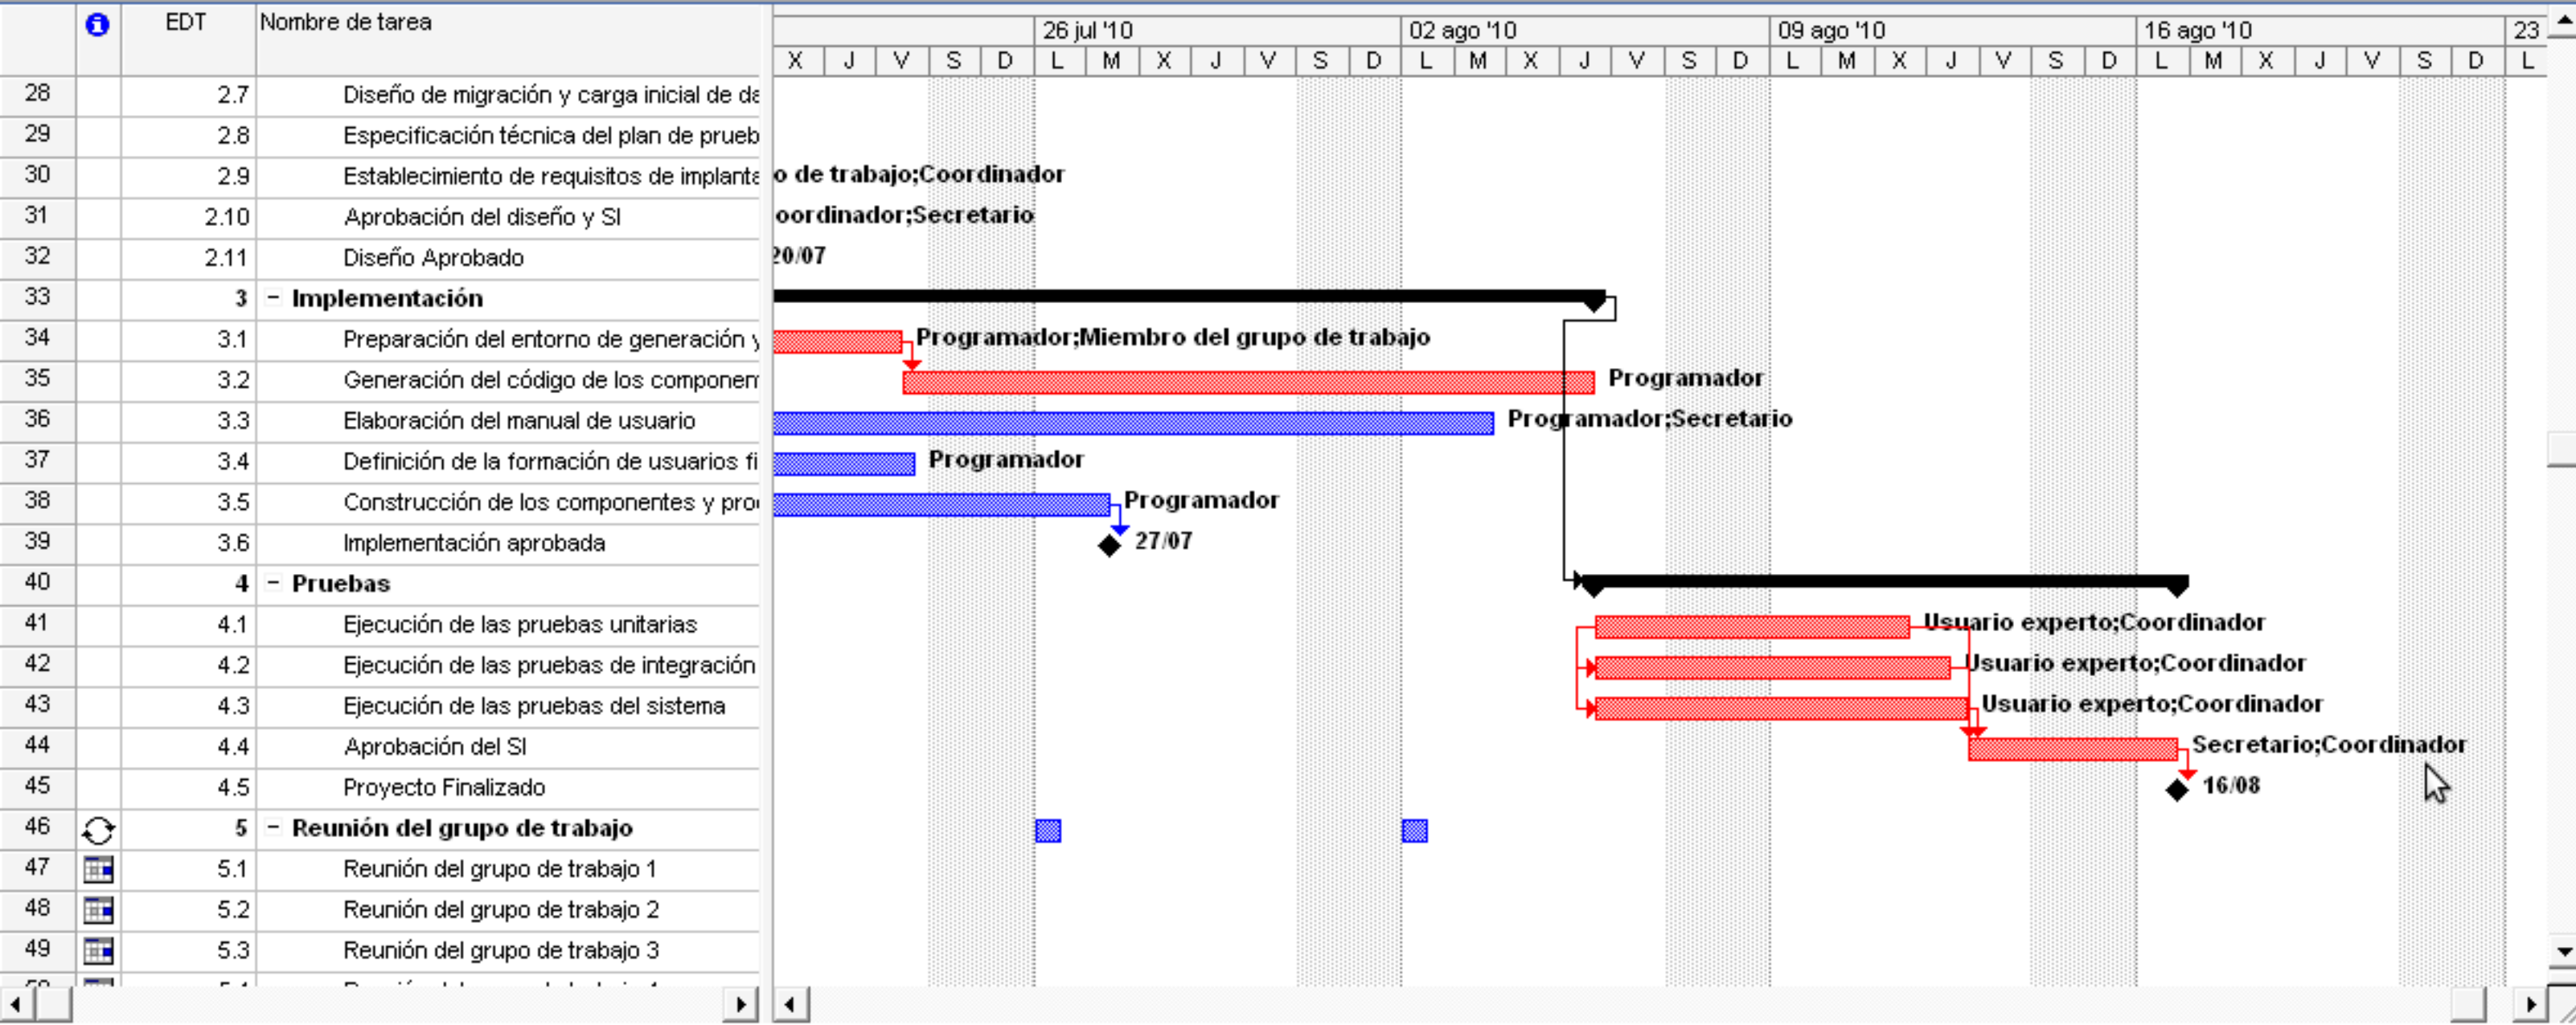 EDT Nombre de tarea
26 jul '10 02 ago '10 09 ago '10 16 ago '10 23
X J V S D L M X J V S D L M X J V S D L M X J V S D L M X J V S D L
28 2.7 Diseño de migración y carga inicial de da
29 2.8 Especificación técnica del plan de prueb
30 2.9 Establecimiento de requisitos de implanta o de trabajo;Coordinador
31 2.10 Aprobación del diseño y SI oordinador;Secretario
32 2.11 Diseño Aprobado 20/07
33 3 − Implementación
34 3.1 Preparación del entorno de generación y Programador;Miembro del grupo de trabajo
35 3.2 Generación del código de los componen Programador
36 3.3 Elaboración del manual de usuario Programador;Secretario
37 3.4 Definición de la formación de usuarios fi Programador
38 3.5 Construcción de los componentes y pro Programador
39 3.6 Implementación aprobada 27/07
40 4 − Pruebas
41 4.1 Ejecución de las pruebas unitarias Usuario experto;Coordinador
42 4.2 Ejecución de las pruebas de integración Usuario experto;Coordinador
43 4.3 Ejecución de las pruebas del sistema Usuario experto;Coordinador
44 4.4 Aprobación del SI Secretario;Coordinador
45 4.5 Proyecto Finalizado 16/08
46 5 − Reunión del grupo de trabajo
47 5.1 Reunión del grupo de trabajo 1
48 5.2 Reunión del grupo de trabajo 2
49 5.3 Reunión del grupo de trabajo 3